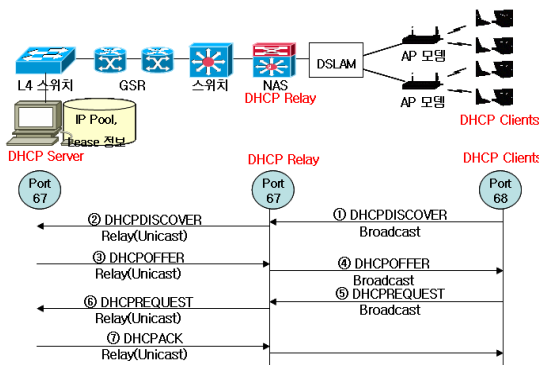 L4 스위치
GSR
스위치
NAS
DHCP Relay
DSLAM
AP 모뎀
AP 모뎀
DHCP Clients
IP Pool,
Lease 정보
DHCP Server
DHCP Relay
DHCP Clients
Port
67
Port
67
Port
68
① DHCPDISCOVER
Broadcast
② DHCPDISCOVER
Relay(Unicast)
③ DHCPOFFER
Relay(Unicast)
④ DHCPOFFER
Broadcast
⑤ DHCPREQUEST
Broadcast
⑥ DHCPREQUEST
Relay(Unicast)
⑦ DHCPACK
Relay(Unicast)